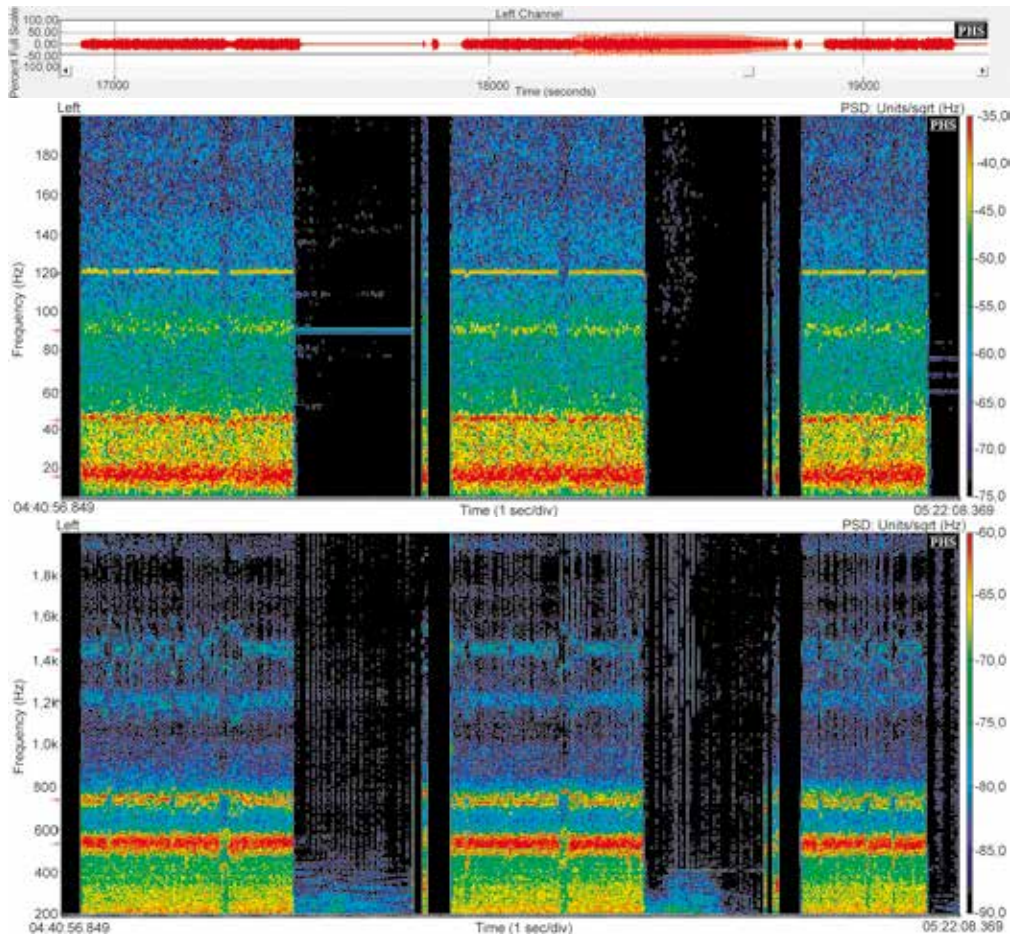 Left Channel
Percent Full Scale
100.00
50.00
0.00
-50.00
100.00
PHS
17000
18000
19000
Time (seconds)
Left
PSD: Units/sqrt (Hz)
PHS
Frequency (Hz)
180
160
140
120
100
80
60
40
20
-35,0
-40,0
-45,0
-50,0
-55,0
-60,0
-65,0
-70,0
-75,0
04:40:56.849
Time (1 sec/div)
05:22:08.369
Left
PSD: Units/sqrt (Hz)
PHS
Frequency (Hz)
1.8k
1.6k
1.4k
1.2k
1.0k
800
600
400
200
-60,0
-65,0
-70,0
-75,0
-80,0
-85,0
-90,0
04:40:56.849
Time (1 sec/div)
05:22:08.369